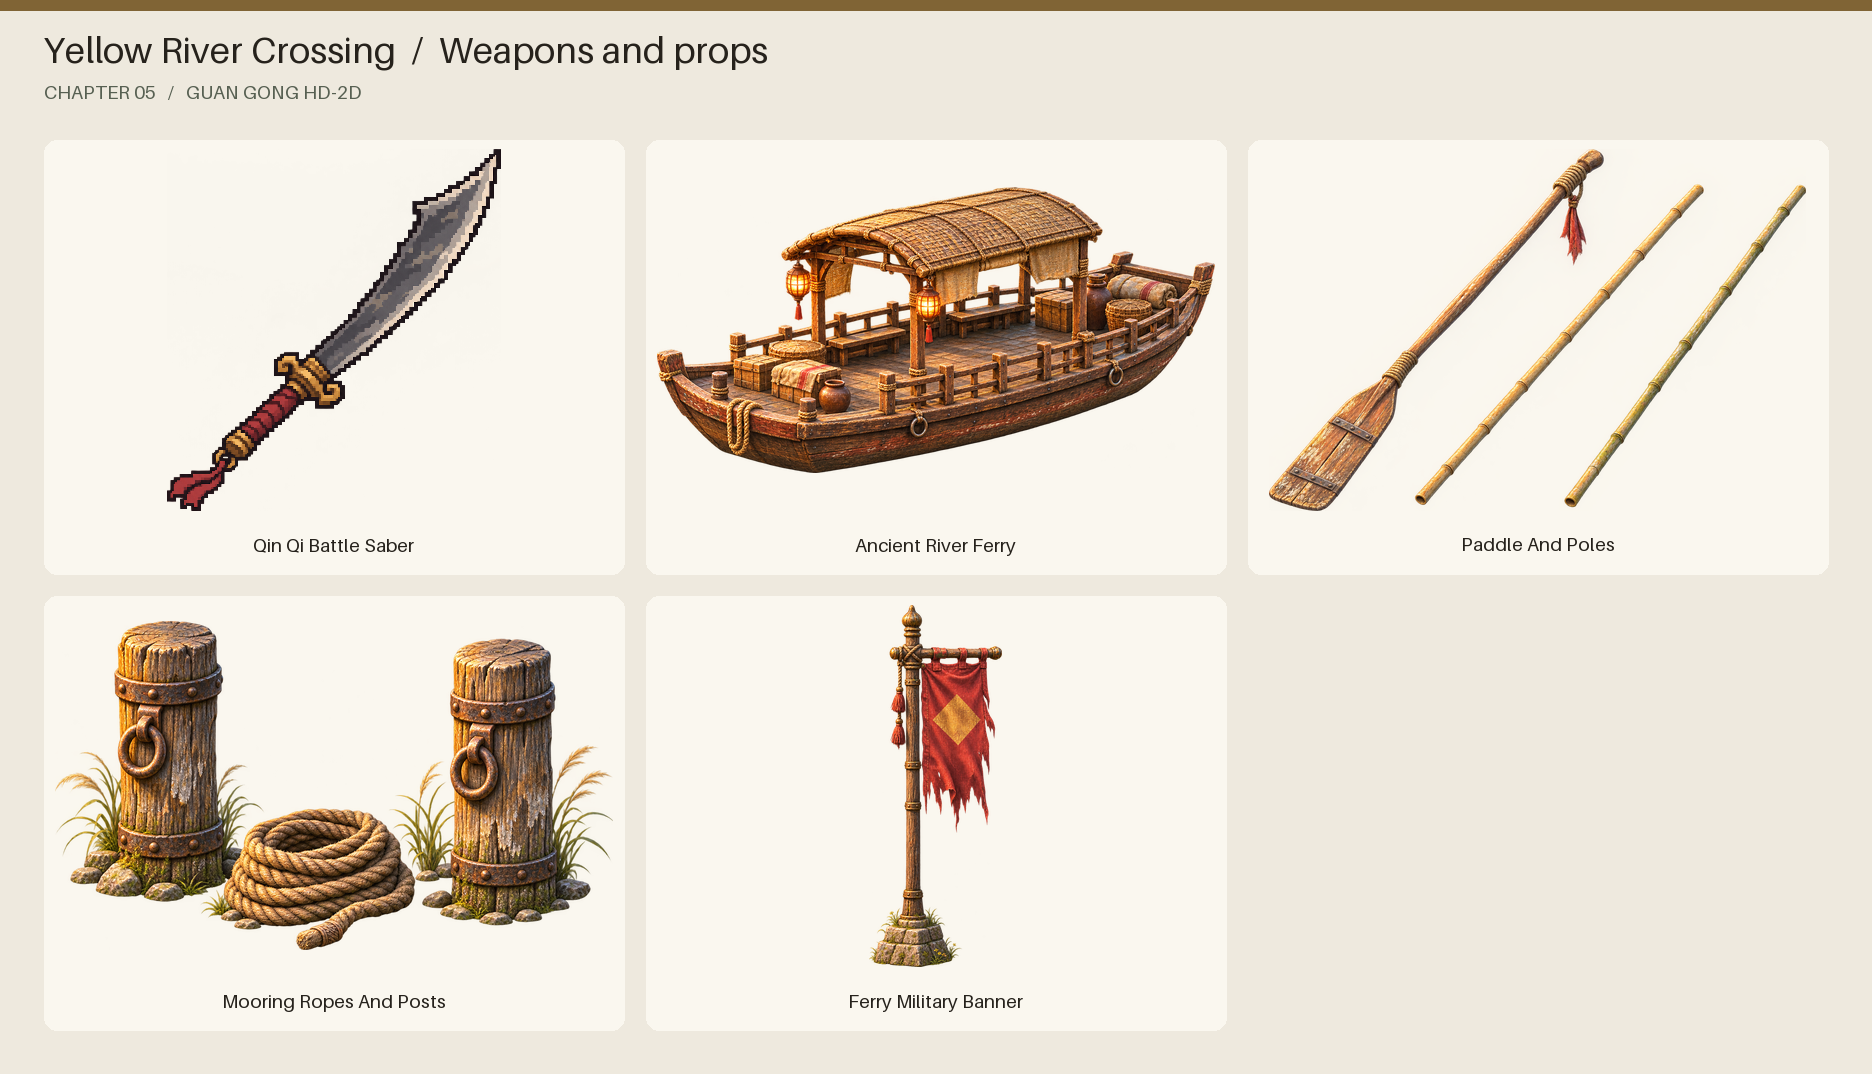 Yellow River Crossing / Weapons and props
CHAPTER 05 / GUAN GONG HD-2D
Qin Qi Battle Saber
Ancient River Ferry
Paddle And Poles
Mooring Ropes And Posts
Ferry Military Banner